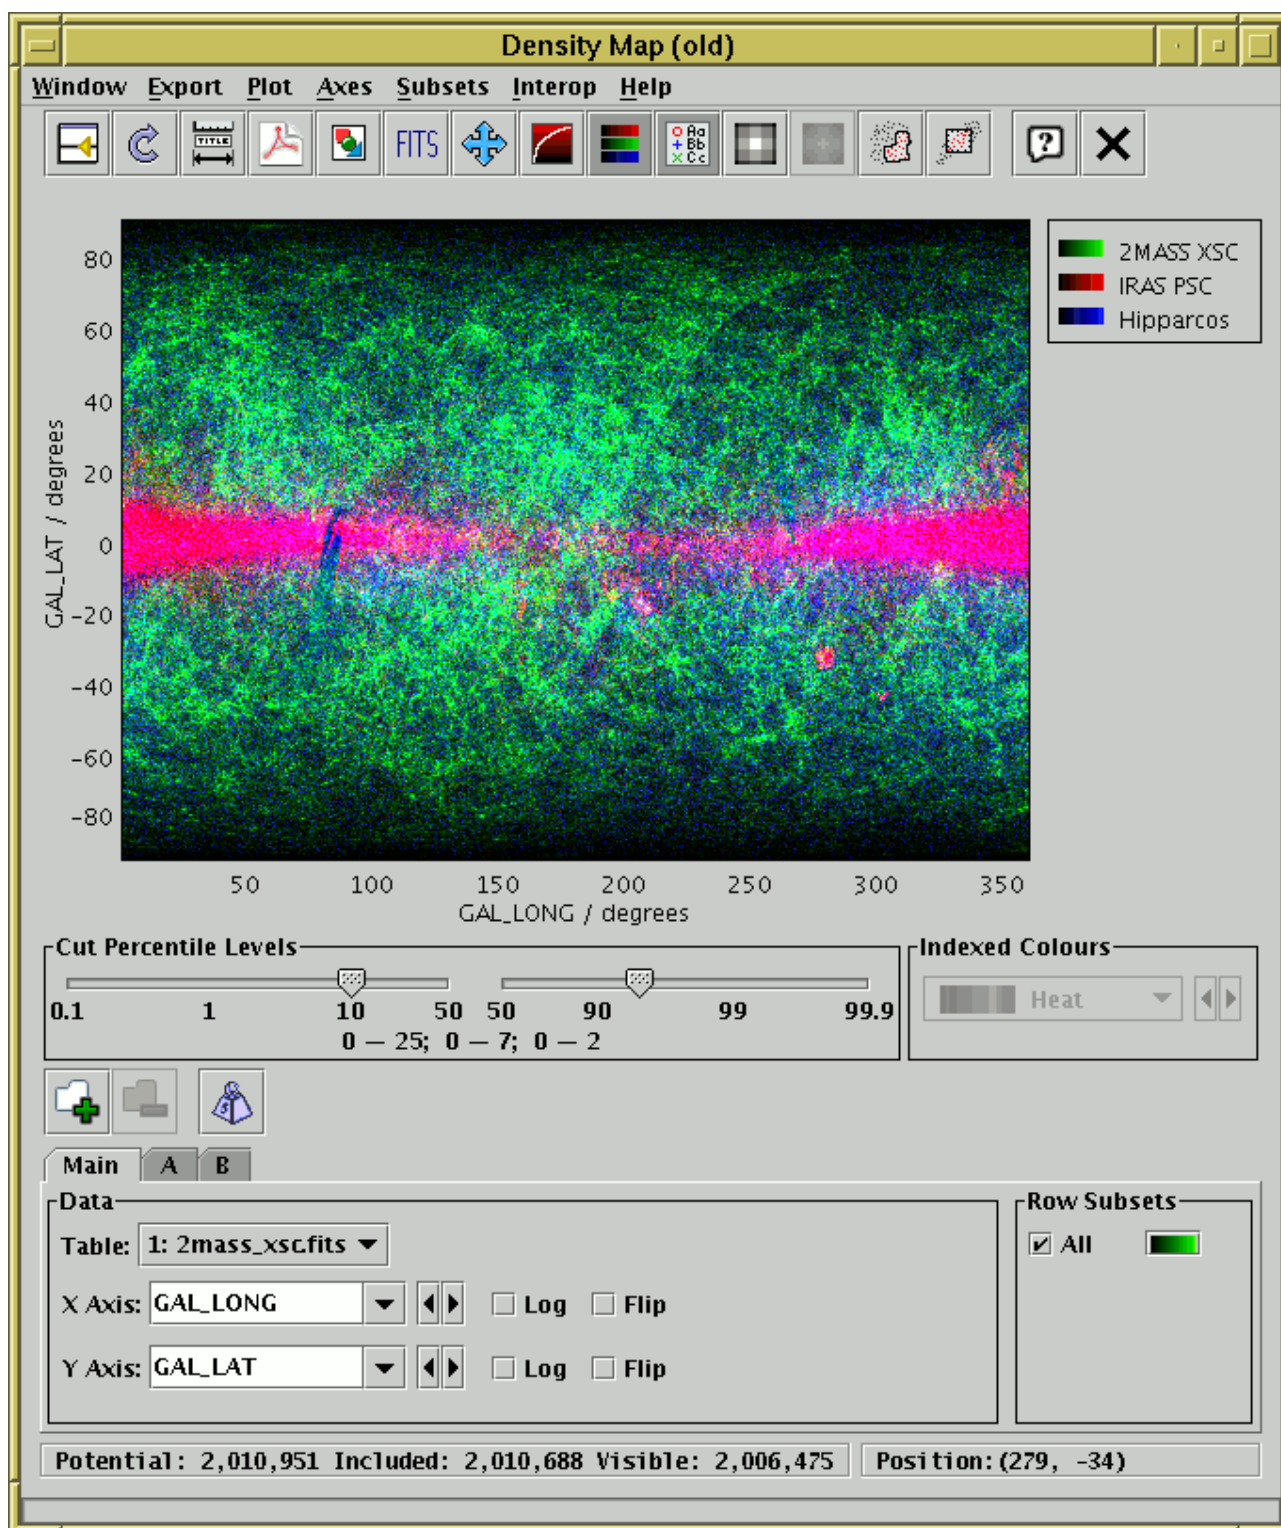 Density Map (old)
Window Export Plot Axes Subsets Interop Help
TITLE
FITS
Aa
Bb
Cc
?
2MASS XSC
IRAS PSC
Hipparcos
80
60
40
20
0
-20
-40
-60
-80
GAL_LAT / degrees
50 100 150 200 250 300 350
GAL_LONG / degrees
Cut Percentile Levels
0.1 1 10 50 50 90 99 99.9
0 — 25; 0 — 7; 0 — 2
Indexed Colours
Heat
Main A B
Data
Table: 1: 2mass_xsc.fits
X Axis: GAL_LONG Log Flip
Y Axis: GAL_LAT Log Flip
Row Subsets
All
Potential: 2,010,951 Included: 2,010,688 Visible: 2,006,475
Position:(279, -34)